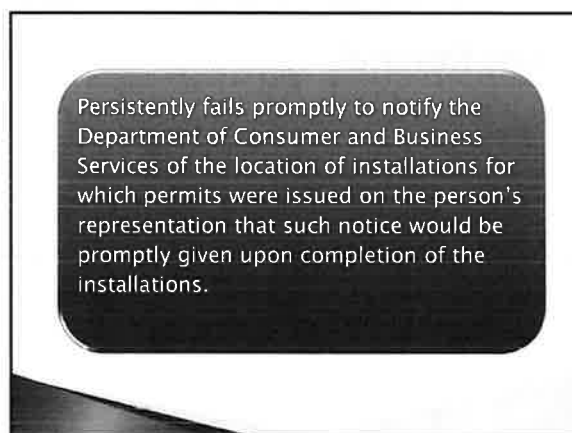 Persistently fails promptly to notify the
Department of Consumer and Business
Services of the location of installations for
which permits were issued on the person's
representation that such notice would be
promptly given upon completion of the
installations.